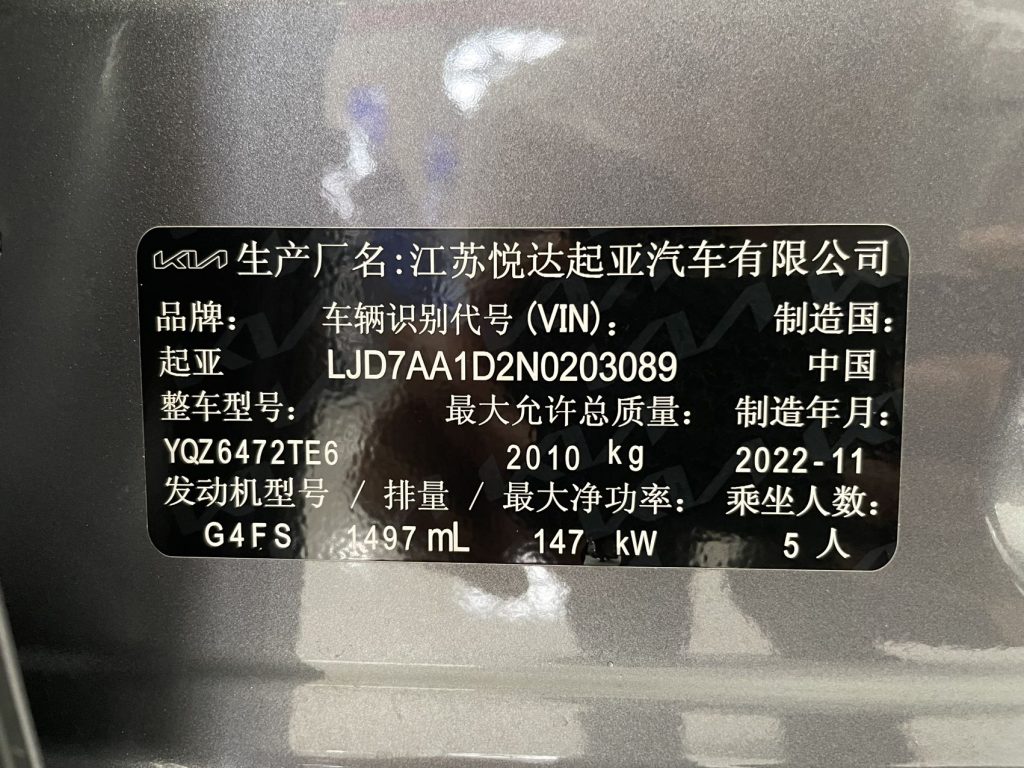 KIA 生产厂名:江苏悦达起亚汽车有限公司
品牌: 车辆识别代号(VIN): 制造国:
起亚 LJD7AA1D2N0203089 中国
整车型号: 最大允许总质量: 制造年月:
YQZ6472TE6 2010 kg 2022-11
发动机型号 / 排量 / 最大净功率: 乘坐人数:
G4FS 1497 mL 147 kW 5 人